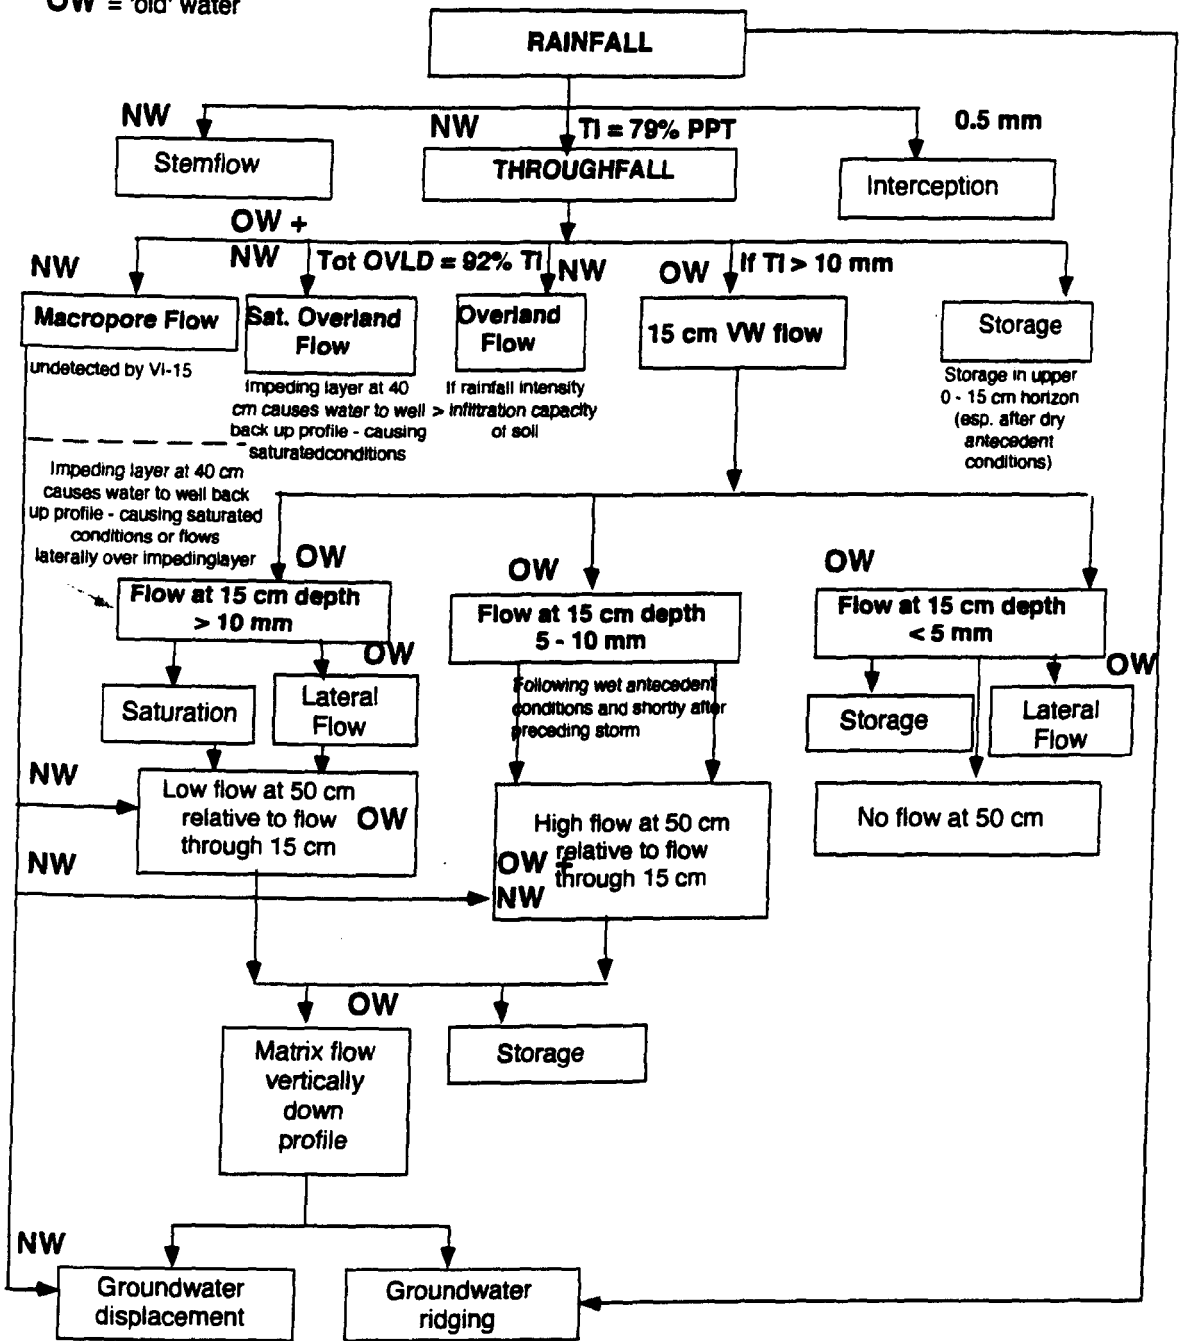 OW = 'old' water
RAINFALL
NW
NW
TI = 79% PPT
0.5 mm
Stemflow
THROUGHFALL
Interception
OW +
NW
NW
Tot OVLD = 92% TI
NW
OW
If TI > 10 mm
Macropore Flow
Sat. Overland
Flow
Overland
Flow
15 cm VW flow
Storage
undetected by VI-15
Impeding layer at 40
cm causes water to well
back up profile - causing
saturatedconditions
If rainfall intensity
> infiltration capacity
of soil
Storage in upper
0 - 15 cm horizon
(esp. after dry
antecedent
conditions)
Impeding layer at 40 cm
causes water to well back
up profile - causing saturated
conditions or flows
laterally over impedinglayer
OW
OW
OW
Flow at 15 cm depth
> 10 mm
Flow at 15 cm depth
5 - 10 mm
Flow at 15 cm depth
< 5 mm
OW
OW
Saturation
Lateral
Flow
Following wet antecedent
conditions and shortly after
preceding storm
Storage
Lateral
Flow
NW
Low flow at 50 cm
relative to flow
through 15 cm
OW
High flow at 50 cm
relative to flow
through 15 cm
OW +
NW
No flow at 50 cm
NW
OW
Matrix flow
vertically
down
profile
Storage
NW
Groundwater
displacement
Groundwater
ridging